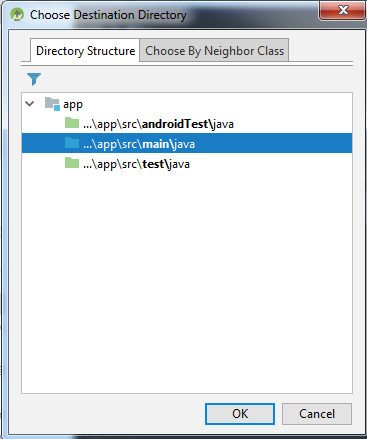 Choose Destination Directory
Directory Structure Choose By Neighbor Class
app
...\app\src\androidTest\java
...\app\src\main\java
...\app\src\test\java
OK Cancel